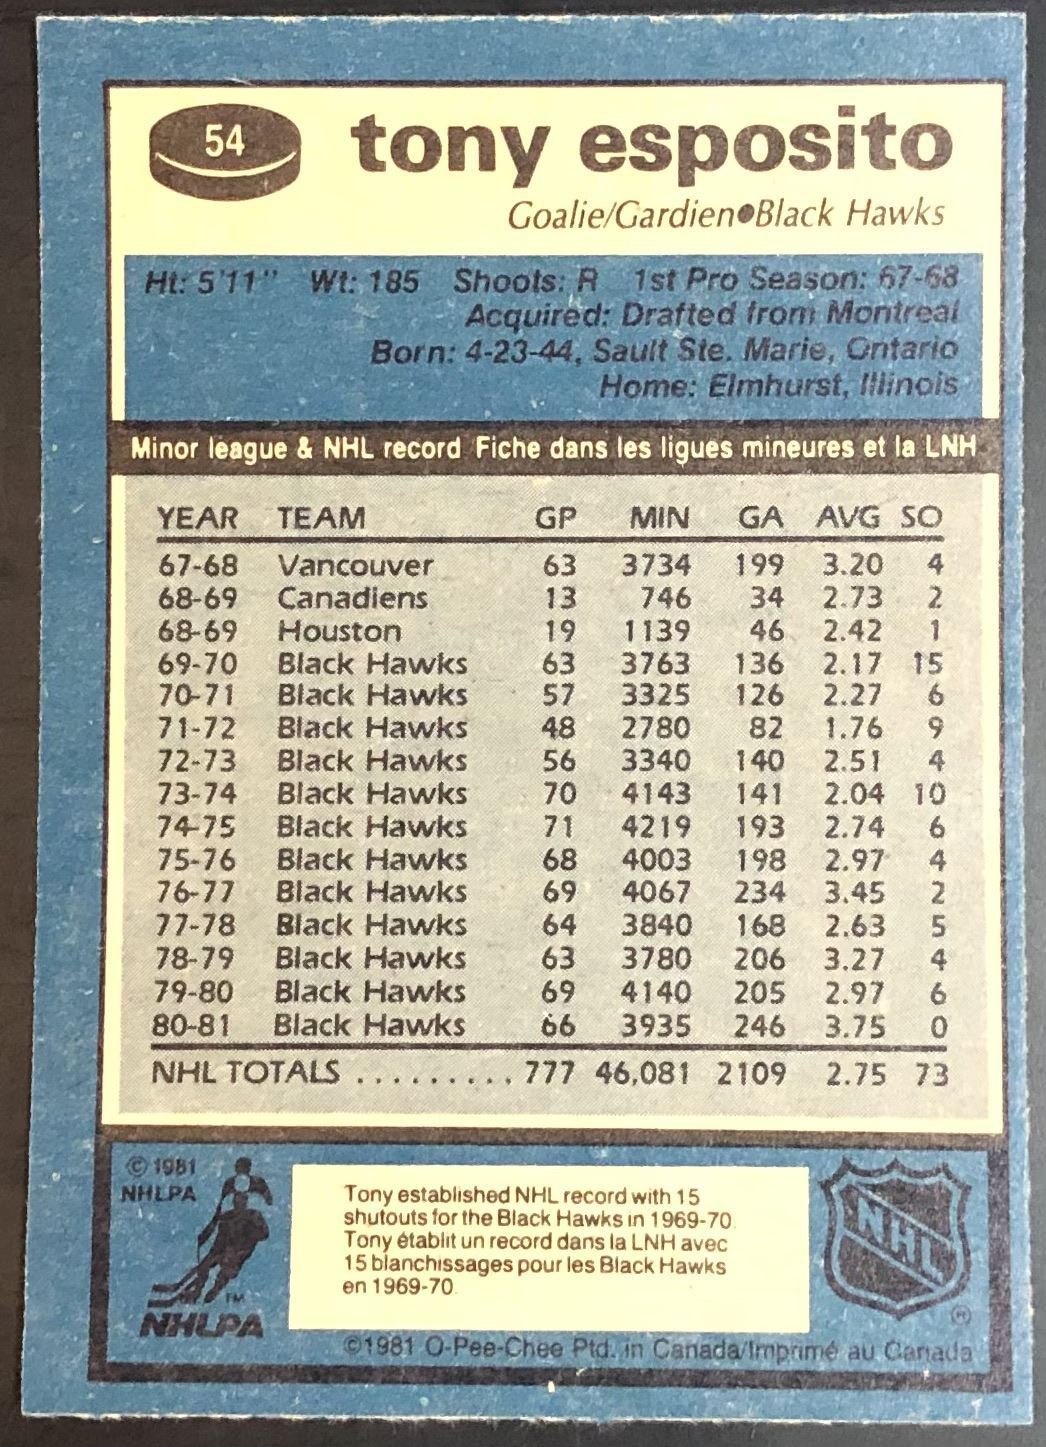 54
tony esposito
Goalie/Gardien●Black Hawks
Ht: 5'11" Wt: 185 Shoots: R 1st Pro Season: 67-68
Acquired: Drafted from Montreal
Born: 4-23-44, Sault Ste. Marie, Ontario
Home: Elmhurst, Illinois
Minor league & NHL record Fiche dans les ligues mineures et la LNH
YEAR TEAM GP MIN GA AVG SO
67-68 Vancouver 63 3734 199 3.20 4
68-69 Canadiens 13 746 34 2.73 2
68-69 Houston 19 1139 46 2.42 1
69-70 Black Hawks 63 3763 136 2.17 15
70-71 Black Hawks 57 3325 126 2.27 6
71-72 Black Hawks 48 2780 82 1.76 9
72-73 Black Hawks 56 3340 140 2.51 4
73-74 Black Hawks 70 4143 141 2.04 10
74-75 Black Hawks 71 4219 193 2.74 6
75-76 Black Hawks 68 4003 198 2.97 4
76-77 Black Hawks 69 4067 234 3.45 2
77-78 Black Hawks 64 3840 168 2.63 5
78-79 Black Hawks 63 3780 206 3.27 4
79-80 Black Hawks 69 4140 205 2.97 6
80-81 Black Hawks 66 3935 246 3.75 0
NHL TOTALS .......... 777 46,081 2109 2.75 73
© 1981
NHLPA
TM
NHLPA
Tony established NHL record with 15
shutouts for the Black Hawks in 1969-70.
Tony établit un record dans la LNH avec
15 blanchissages pour les Black Hawks
en 1969-70.
NHL
®
©1981 O-Pee-Chee Ptd. in Canada/Imprimé au Canada